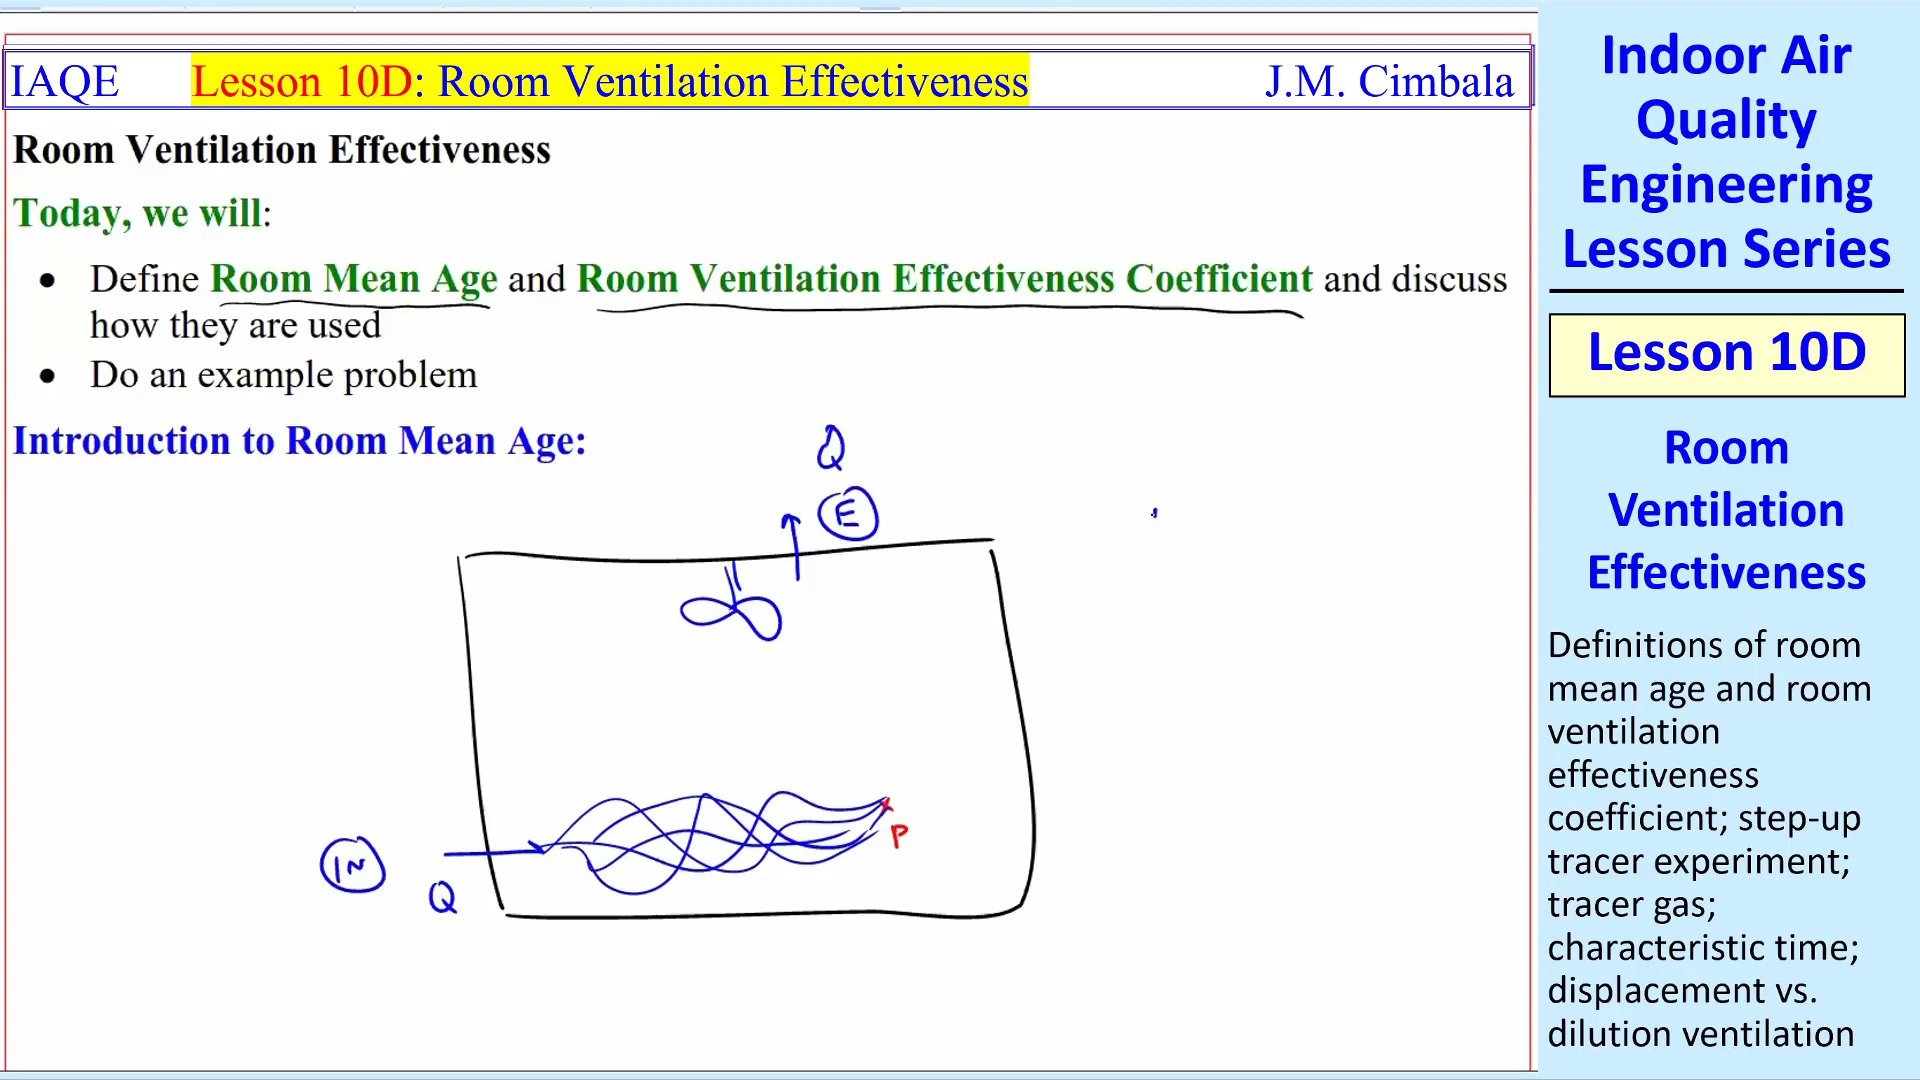 IAQE Lesson 10D: Room Ventilation Effectiveness J.M. Cimbala
Room Ventilation Effectiveness
Today, we will:
• Define Room Mean Age and Room Ventilation Effectiveness Coefficient and discuss
how they are used
• Do an example problem
Introduction to Room Mean Age:
Q
E
P
IN
Q
Indoor Air
Quality
Engineering
Lesson Series
Lesson 10D
Room
Ventilation
Effectiveness
Definitions of room
mean age and room
ventilation
effectiveness
coefficient; step-up
tracer experiment;
tracer gas;
characteristic time;
displacement vs.
dilution ventilation